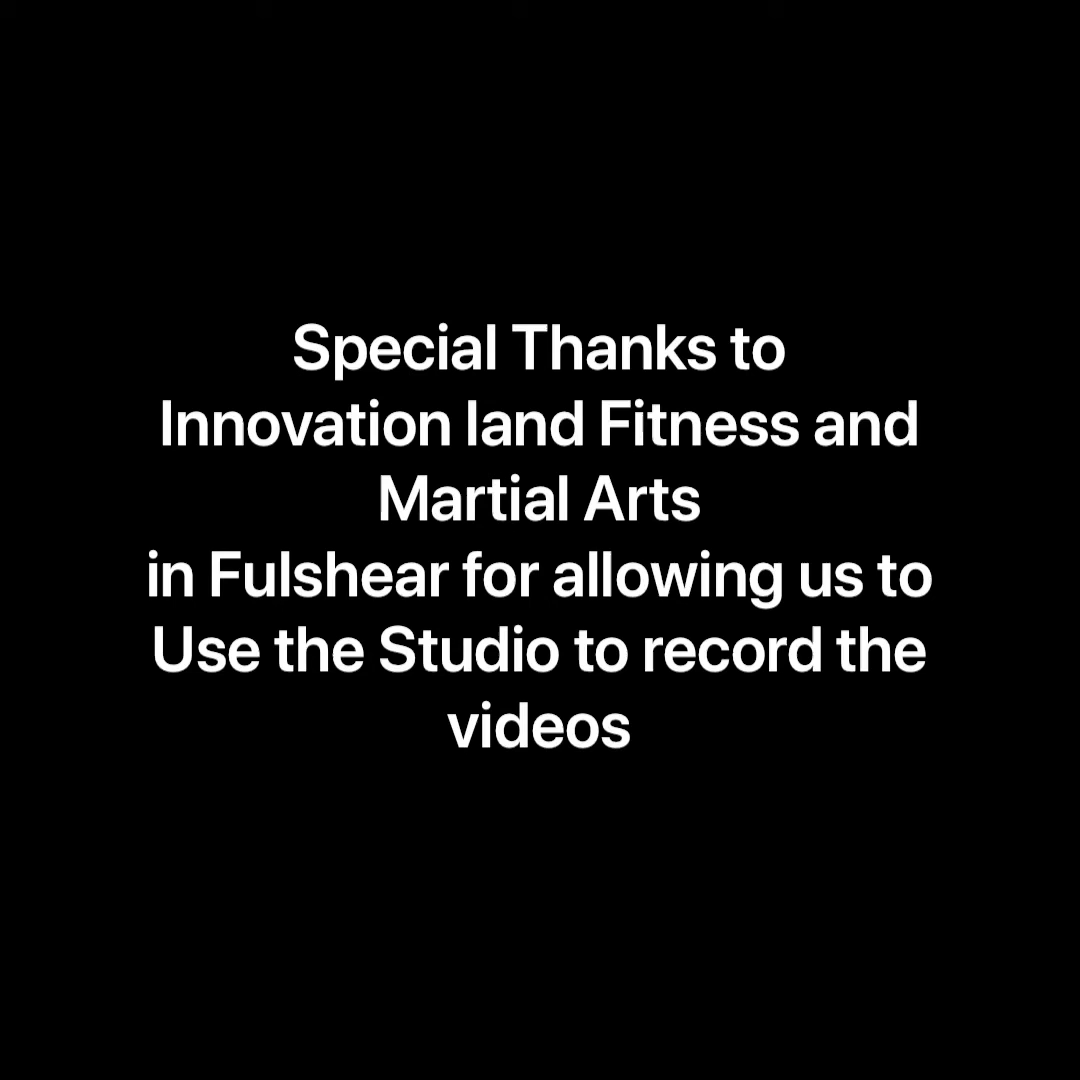 Special Thanks to
Innovation land Fitness and
Martial Arts
in Fulshear for allowing us to
Use the Studio to record the
videos